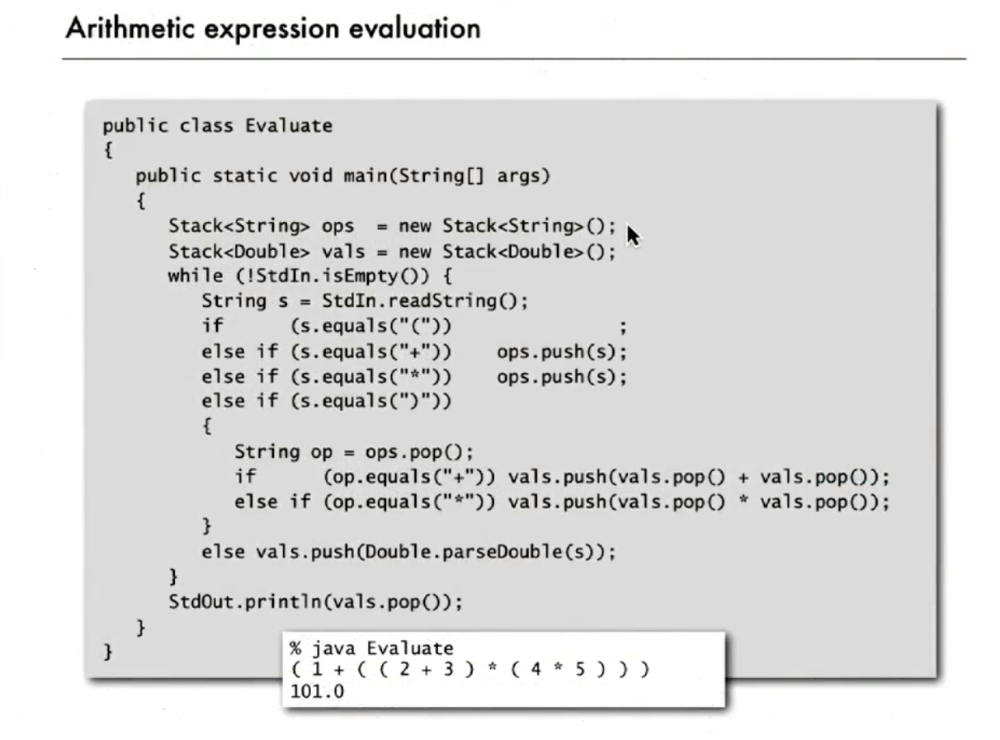 Arithmetic expression evaluation
public class Evaluate
{
   public static void main(String[] args)
   {
      Stack<String> ops  = new Stack<String>();
      Stack<Double> vals = new Stack<Double>();
      while (!StdIn.isEmpty()) {
         String s = StdIn.readString();
         if      (s.equals("("))               ;
         else if (s.equals("+"))    ops.push(s);
         else if (s.equals("*"))    ops.push(s);
         else if (s.equals(")"))
         {
            String op = ops.pop();
            if      (op.equals("+")) vals.push(vals.pop() + vals.pop());
            else if (op.equals("*")) vals.push(vals.pop() * vals.pop());
         }
         else vals.push(Double.parseDouble(s));
      }
      StdOut.println(vals.pop());
   }
}
% java Evaluate
( 1 + ( ( 2 + 3 ) * ( 4 * 5 ) ) )
101.0